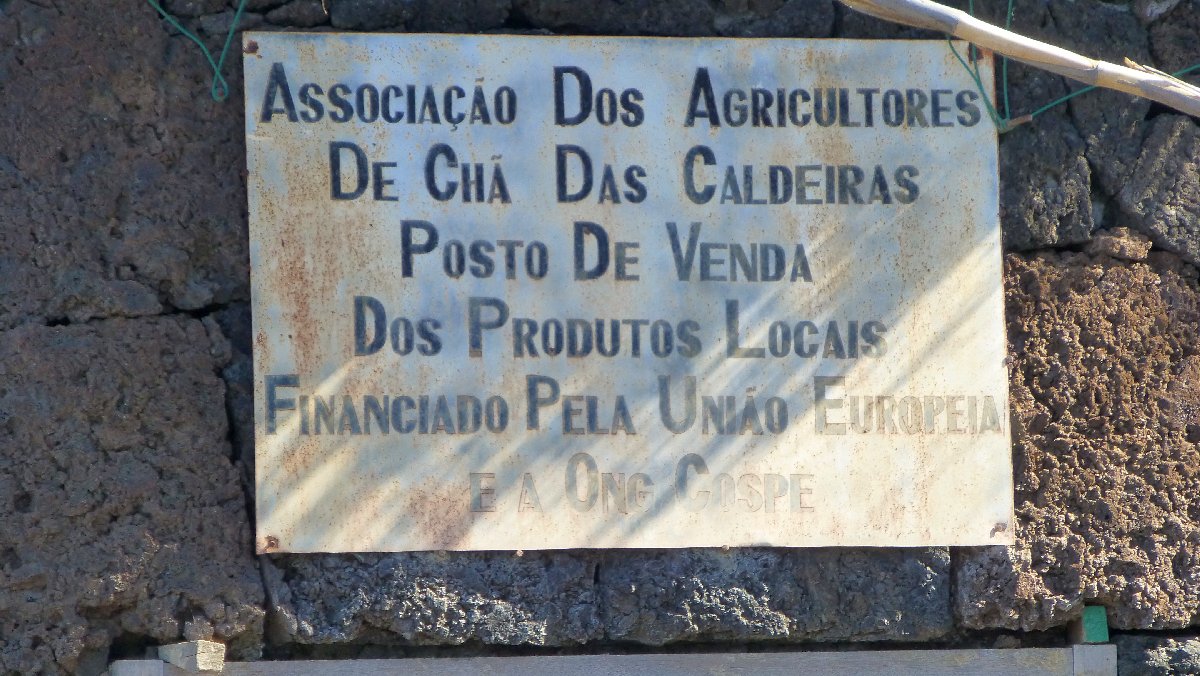 Associação Dos Agricultores
De Chã Das Caldeiras
Posto De Venda
Dos Produtos Locais
Financiado Pela União Europeia
e a Ong Cospe